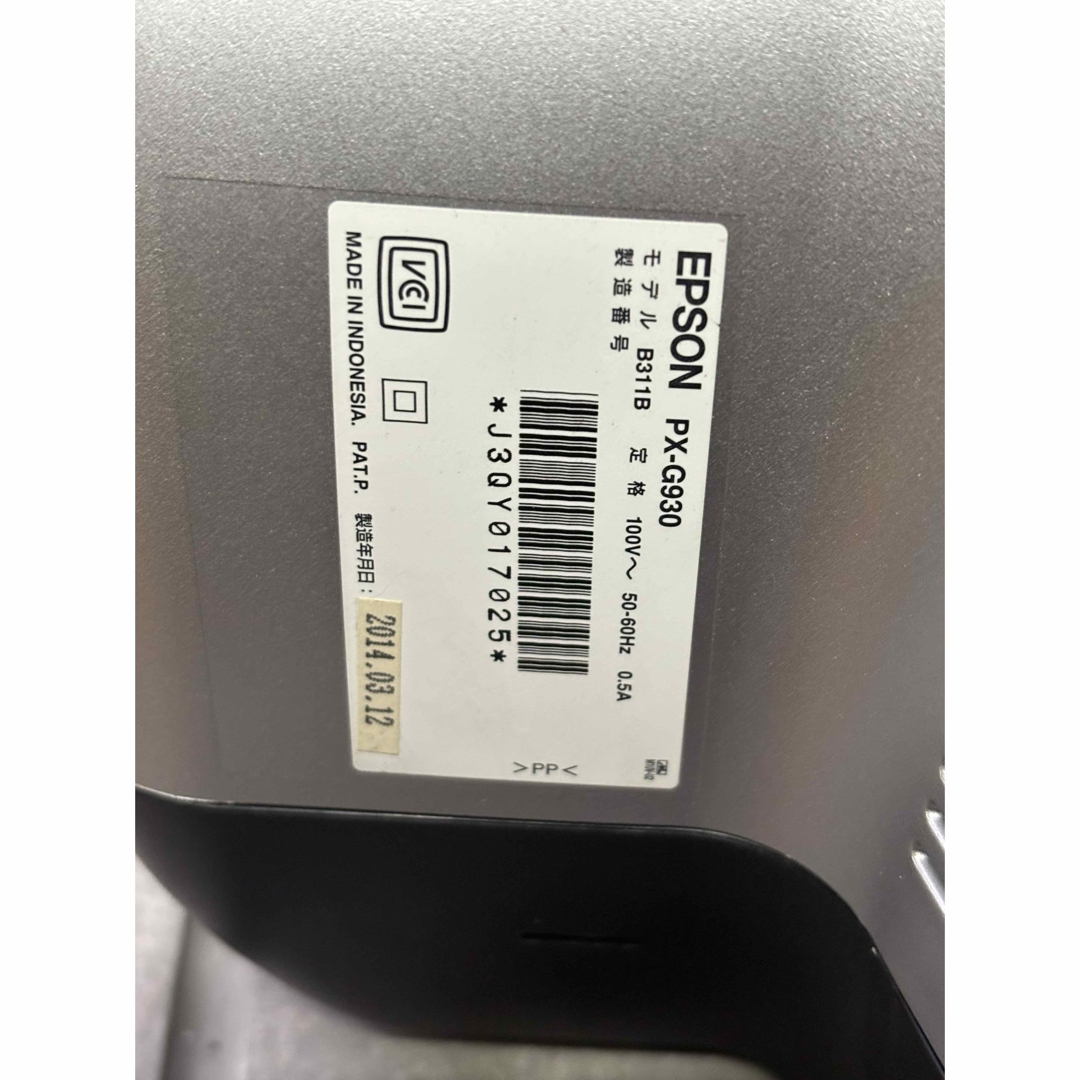 EPSON PX-G930
モデル B311B 定格 100V～ 50-60Hz 0.5A
製造番号
*J3QY017025*
>PP<
VCCI
MADE IN INDONESIA. PAT.P. 製造年月日：2014.03.12